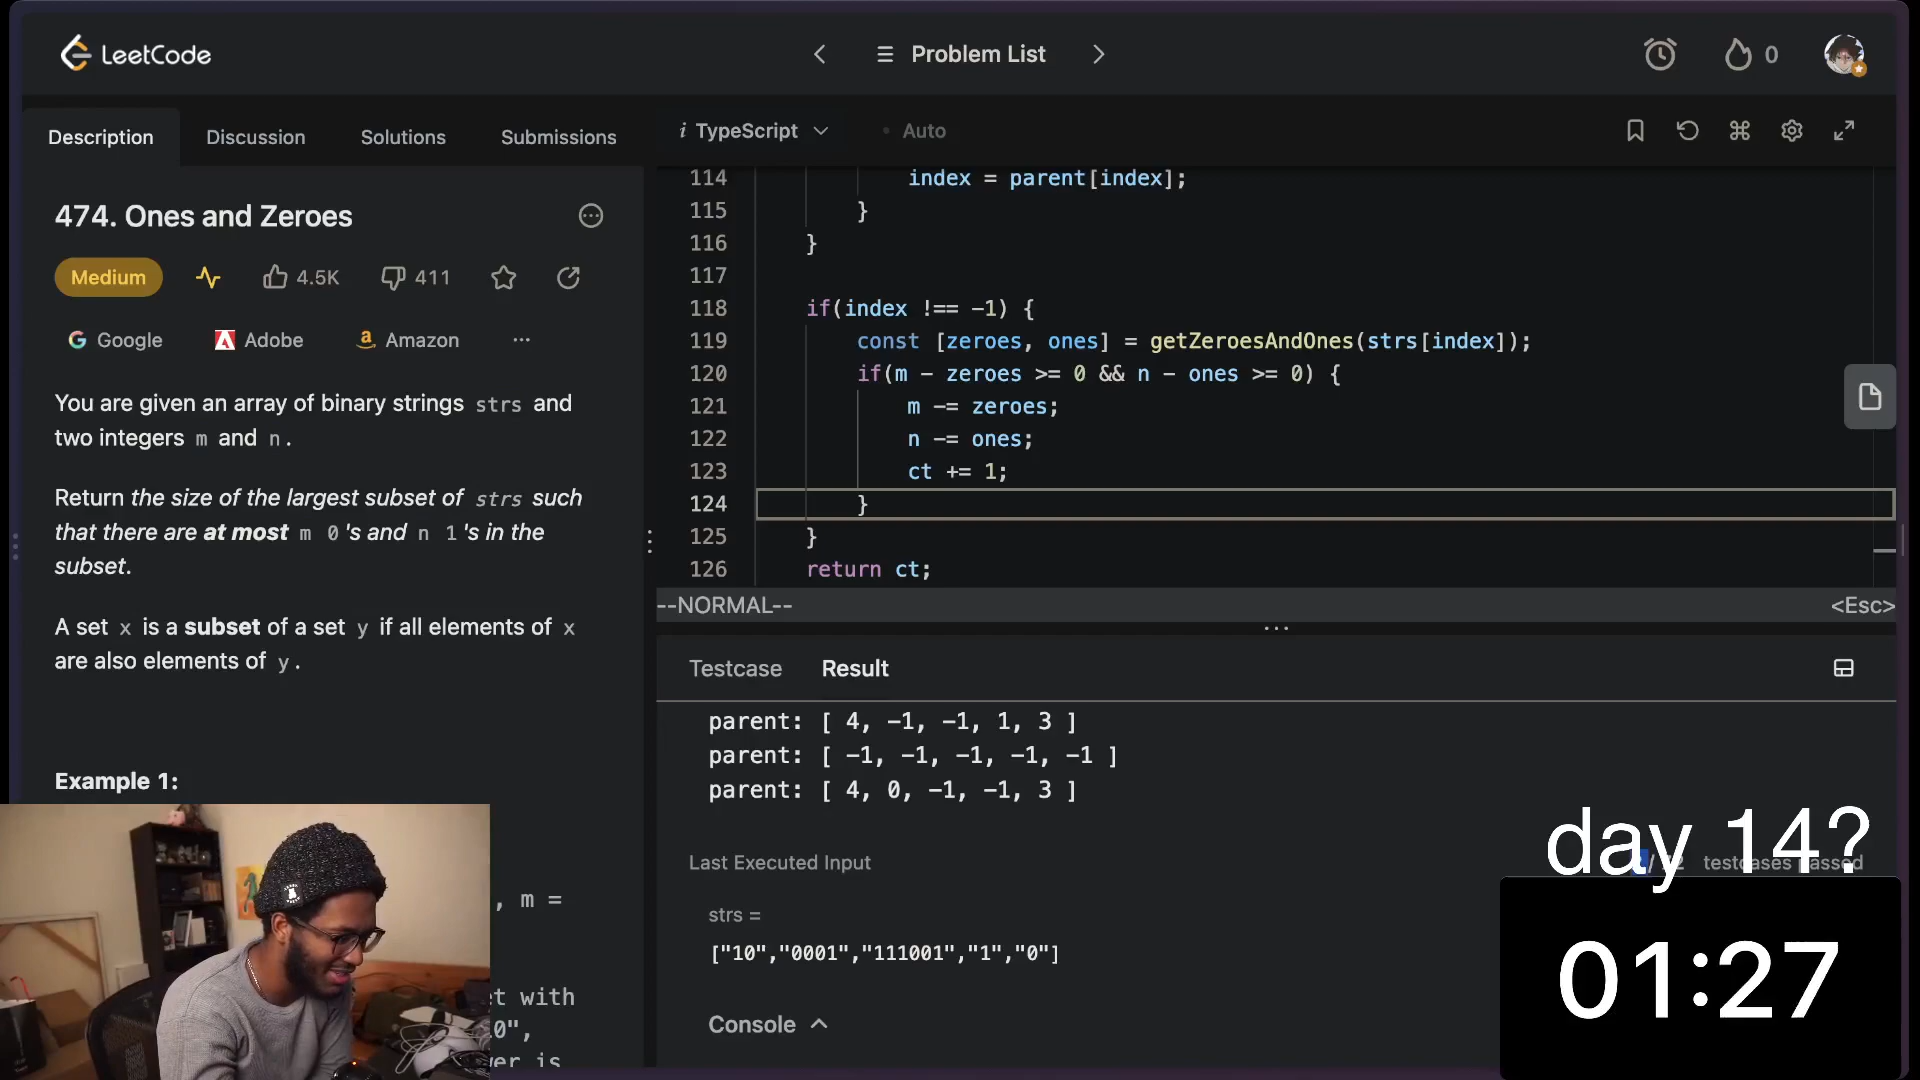 LeetCode
Problem List
0
Description
Discussion
Solutions
Submissions
i TypeScript
Auto
474. Ones and Zeroes
Medium
4.5K
411
Google
Adobe
Amazon
...
You are given an array of binary strings strs and
two integers m and n.
Return the size of the largest subset of strs such
that there are at most m 0's and n 1's in the
subset.
A set x is a subset of a set y if all elements of x
are also elements of y.
Example 1:
, m =
et with
0",
er is
114 index = parent[index];
115 }
116 }
117
118 if(index !== -1) {
119 const [zeroes, ones] = getZeroesAndOnes(strs[index]);
120 if(m - zeroes >= 0 && n - ones >= 0) {
121 m -= zeroes;
122 n -= ones;
123 ct += 1;
124 }
125 }
126 return ct;
--NORMAL--
<Esc>
Testcase
Result
parent: [ 4, -1, -1, 1, 3 ]
parent: [ -1, -1, -1, -1, -1 ]
parent: [ 4, 0, -1, -1, 3 ]
Last Executed Input
testcases passed
strs =
["10","0001","111001","1","0"]
Console
day 14?
01:27